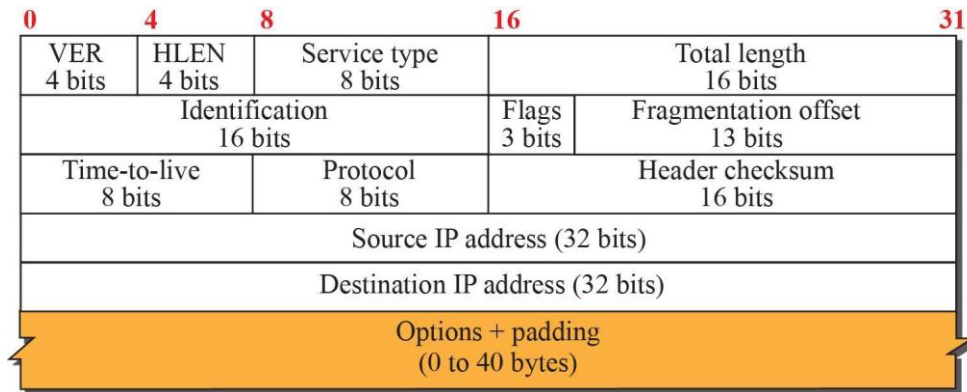 0 4 8 16 31
VER HLEN Service type Total length
4 bits 4 bits 8 bits 16 bits
Identification Flags Fragmentation offset
16 bits 3 bits 13 bits
Time-to-live Protocol Header checksum
8 bits 8 bits 16 bits
Source IP address (32 bits)
Destination IP address (32 bits)
Options + padding
(0 to 40 bytes)